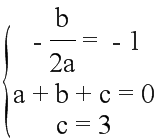 - b/2a = - 1
a + b + c = 0
c = 3